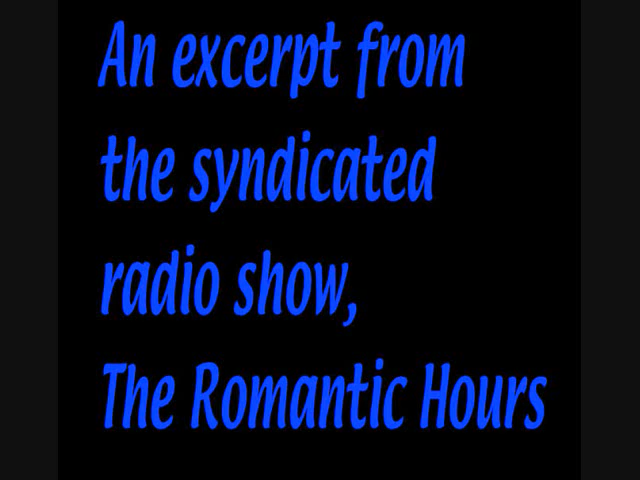 An excerpt from
the syndicated
radio show,
The Romantic Hours